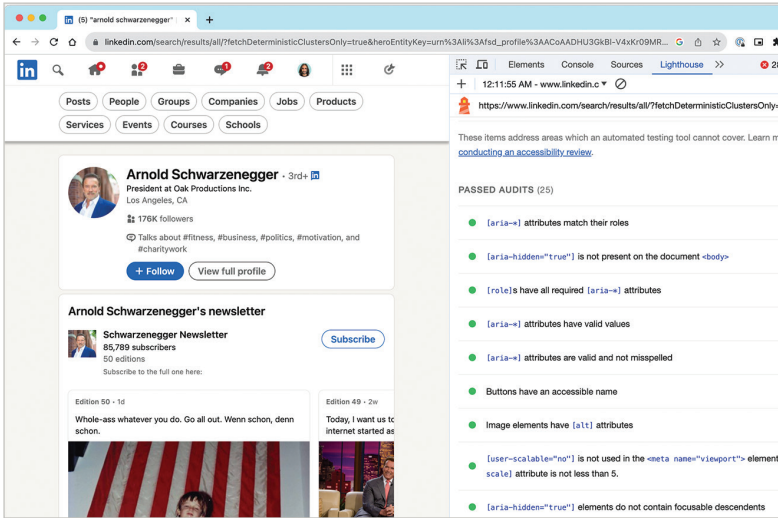 (5) "arnold schwarzenegger" |
linkedin.com/search/results/all/?fetchDeterministicClustersOnly=true&heroEntityKey=urn%3Ali%3Afsd_profile%3AACoAADHU3GkBl-V4xKr09MR...
in
2
1
2
Posts
People
Groups
Companies
Jobs
Products
Services
Events
Courses
Schools
Arnold Schwarzenegger • 3rd+ in
President at Oak Productions Inc.
Los Angeles, CA
176K followers
Talks about #fitness, #business, #politics, #motivation, and
#charitywork
+ Follow
View full profile
Arnold Schwarzenegger's newsletter
Schwarzenegger Newsletter
85,789 subscribers
50 editions
Subscribe to the full one here:
Subscribe
Edition 50 • 1d
Whole-ass whatever you do. Go all out. Wenn schon, denn
schon.
Edition 49 • 2w
Today, I want us to
internet started as
Elements
Console
Sources
Lighthouse
12:11:55 AM - www.linkedin.c
https://www.linkedin.com/search/results/all/?fetchDeterministicClustersOnly=
These items address areas which an automated testing tool cannot cover. Learn
conducting an accessibility review.
PASSED AUDITS (25)
[aria-*] attributes match their roles
[aria-hidden="true"] is not present on the document <body>
[role]s have all required [aria-*] attributes
[aria-*] attributes have valid values
[aria-*] attributes are valid and not misspelled
Buttons have an accessible name
Image elements have [alt] attributes
[user-scalable="no"] is not used in the <meta name="viewport"> element
scale] attribute is not less than 5.
[aria-hidden="true"] elements do not contain focusable descendents